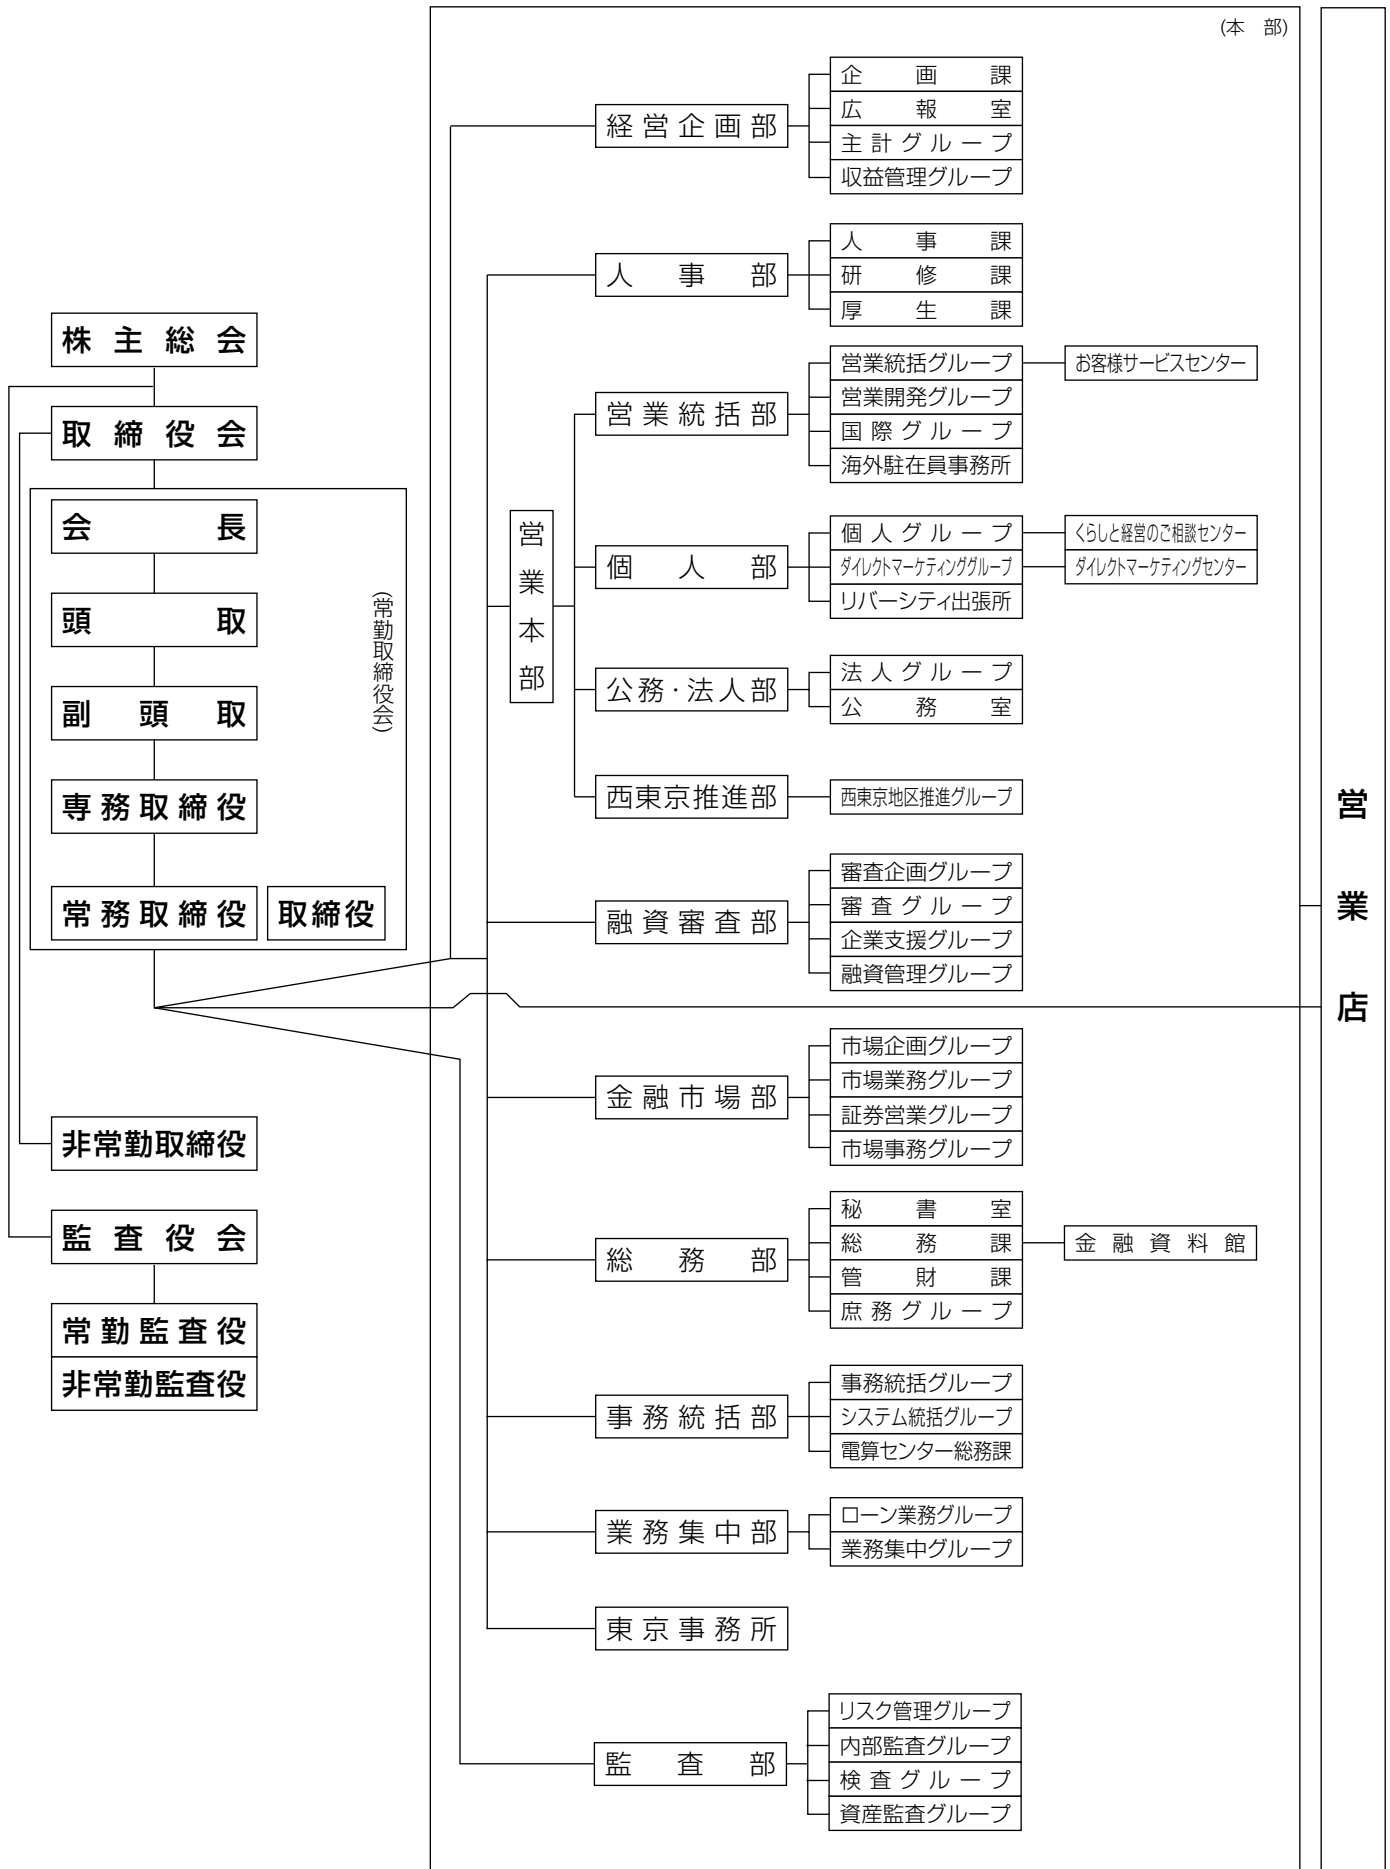 株主総会
取締役会
会長
頭取
副頭取
専務取締役
常務取締役
取締役
(常勤取締役会)
非常勤取締役
監査役会
常勤監査役
非常勤監査役
(本 部)
経営企画部
企画課
広報室
主計グループ
収益管理グループ
人事部
人事課
研修課
厚生課
営業本部
営業統括部
営業統括グループ
お客様サービスセンター
営業開発グループ
国際グループ
海外駐在員事務所
個人部
個人グループ
くらしと経営のご相談センター
ダイレクトマーケティンググループ
ダイレクトマーケティングセンター
リバーシティ出張所
公務·法人部
法人グループ
公務室
西東京推進部
西東京地区推進グループ
融資審査部
審査企画グループ
審査グループ
企業支援グループ
融資管理グループ
金融市場部
市場企画グループ
市場業務グループ
証券営業グループ
市場事務グループ
総務部
秘書室
総務課
金融資料館
管財課
庶務グループ
事務統括部
事務統括グループ
システム統括グループ
電算センター総務課
業務集中部
ローン業務グループ
業務集中グループ
東京事務所
監査部
リスク管理グループ
内部監査グループ
検査グループ
資産監査グループ
営業店